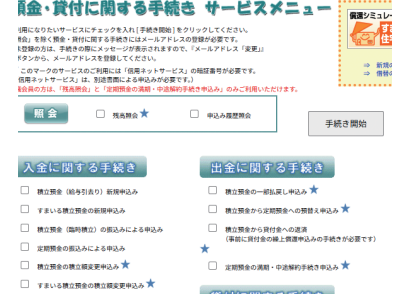 預金･貸付に関する手続き サービスメニュー
用になりたいサービスにチェックを入れ［手続き開始］をクリックしてください。
会」を除く預金・貸付に関する手続きにはメールアドレスの登録が必要です。
登録の方は、手続きの際にメッセージが表示されますので、『メールアドレス「変更」』
ボタンから、メールアドレスを登録してください。
このマークのサービスのご利用には「信用ネットサービス」の暗証番号が必要です。
信用ネットサービス」は、別途書面による申込みが必要です。）
会員の方は、「残高照会」と「定期預金の満期・中途解約手続き申込み」のみご利用いただけます。
償還シミュレー
す
住
⇒ 新規の
⇒ 借替の
照 会
残高照会 ★
申込み履歴照会
手続き開始
入金に関する手続き
出金に関する手続き
積立預金（給与引去り）新規申込み
積立預金の一部払戻し申込み ★
すまいる積立預金の新規申込み
積立預金から定期預金への預替え申込み ★
積立預金（臨時積立）の振込みによる申込み
積立預金から貸付金への返済
（事前に貸付金の繰上償還申込みの手続きが必要です）
★
定期預金の振込みによる申込み
積立預金の積立額変更申込み ★
定期預金の満期・中途解約手続き申込み ★
すまいる積立預金の積立額変更申込み ★